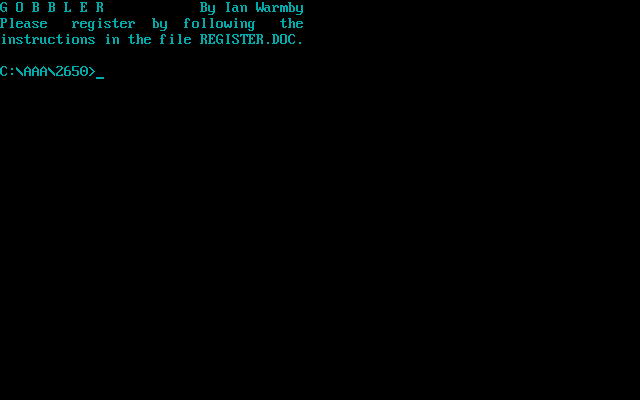 G O B B L E R By Ian Warmby
Please register by following the
instructions in the file REGISTER.DOC.
C:\AAA\2650>_